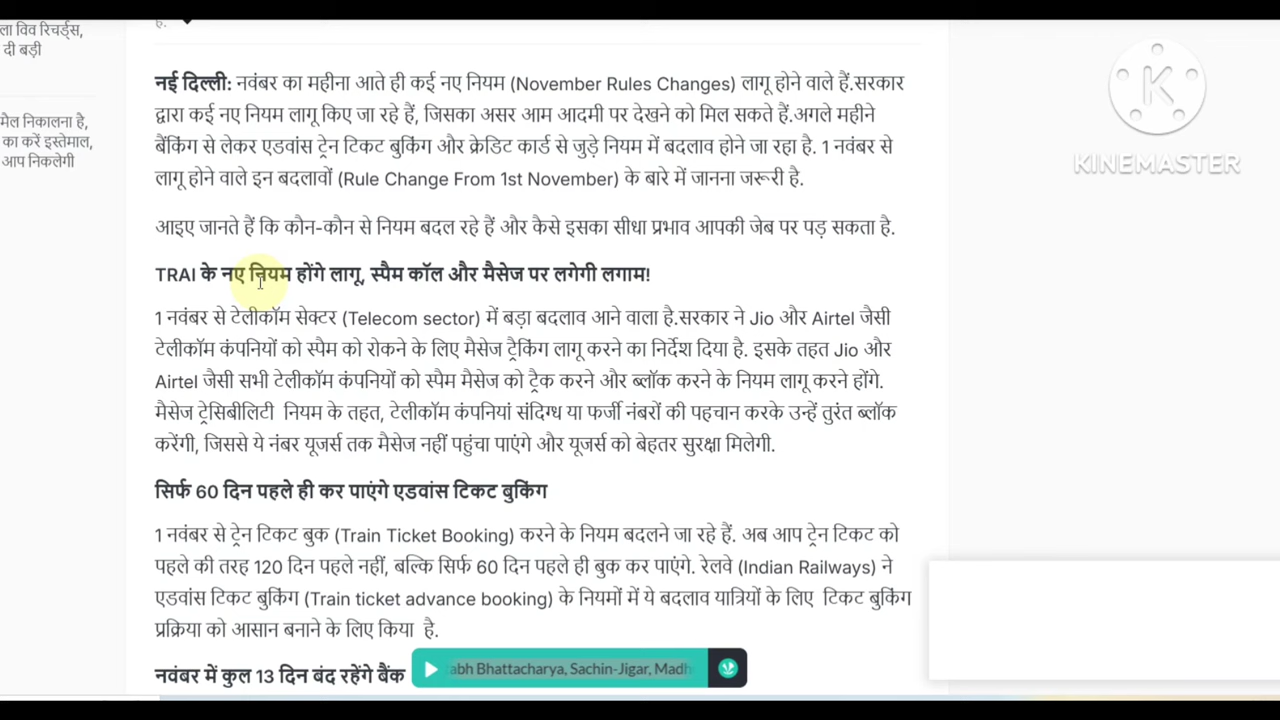 ला विव रिचर्ड्स,
दी बड़ी
मैल निकालना है,
का करें इस्तेमाल,
आप निकलेगी
है.
नई दिल्ली: नवंबर का महीना आते ही कई नए नियम (November Rules Changes) लागू होने वाले हैं.सरकार
द्वारा कई नए नियम लागू किए जा रहे हैं, जिसका असर आम आदमी पर देखने को मिल सकते हैं.अगले महीने
बैंकिंग से लेकर एडवांस ट्रेन टिकट बुकिंग और क्रेडिट कार्ड से जुड़े नियम में बदलाव होने जा रहा है. 1 नवंबर से
लागू होने वाले इन बदलावों (Rule Change From 1st November) के बारे में जानना जरूरी है.
आइए जानते हैं कि कौन-कौन से नियम बदल रहे हैं और कैसे इसका सीधा प्रभाव आपकी जेब पर पड़ सकता है.
TRAI के नए नियम होंगे लागू, स्पैम कॉल और मैसेज पर लगेगी लगाम!
1 नवंबर से टेलीकॉम सेक्टर (Telecom sector) में बड़ा बदलाव आने वाला है.सरकार ने Jio और Airtel जैसी
टेलीकॉम कंपनियों को स्पैम को रोकने के लिए मैसेज ट्रैकिंग लागू करने का निर्देश दिया है. इसके तहत Jio और
Airtel जैसी सभी टेलीकॉम कंपनियों को स्पैम मैसेज को ट्रैक करने और ब्लॉक करने के नियम लागू करने होंगे.
मैसेज ट्रेसिबीलिटी नियम के तहत, टेलीकॉम कंपनियां संदिग्ध या फर्जी नंबरों की पहचान करके उन्हें तुरंत ब्लॉक
करेंगी, जिससे ये नंबर यूजर्स तक मैसेज नहीं पहुंचा पाएंगे और यूजर्स को बेहतर सुरक्षा मिलेगी.
सिर्फ 60 दिन पहले ही कर पाएंगे एडवांस टिकट बुकिंग
1 नवंबर से ट्रेन टिकट बुक (Train Ticket Booking) करने के नियम बदलने जा रहे हैं. अब आप ट्रेन टिकट को
पहले की तरह 120 दिन पहले नहीं, बल्कि सिर्फ 60 दिन पहले ही बुक कर पाएंगे. रेलवे (Indian Railways) ने
एडवांस टिकट बुकिंग (Train ticket advance booking) के नियमों में ये बदलाव यात्रियों के लिए टिकट बुकिंग
प्रक्रिया को आसान बनाने के लिए किया है.
नवंबर में कुल 13 दिन बंद रहेंगे बैंक
abh Bhattacharya, Sachin-Jigar, Madh
K
KINEMASTER